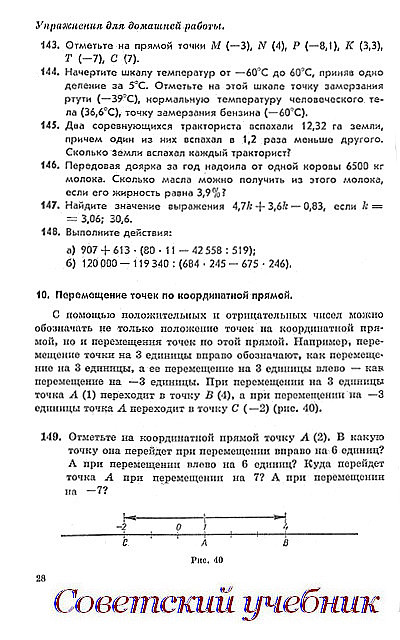 Упражнения для домашней работы.
143. Отметьте на прямой точки M (—3), N (4), P (—8,1), K (3,3),
T (—7), C (7).
144. Начертите шкалу температур от —60°C до 60°C, приняв одно
деление за 5°C. Отметьте на этой шкале точку замерзания
ртути (—39°C), нормальную температуру человеческого те-
ла (36,6°C), точку замерзания бензина (—60°C).
145. Два соревнующихся тракториста вспахали 12,32 га земли,
причем один из них вспахал в 1,2 раза меньше другого.
Сколько земли вспахал каждый тракторист?
146. Передовая доярка за год надоила от одной коровы 6500 кг
молока. Сколько масла можно получить из этого молока,
если его жирность равна 3,9%?
147. Найдите значение выражения 4,7k + 3,6k — 0,83, если k =
= 3,06; 30,6.
148. Выполните действия:
а) 907 + 613 · (80 · 11 — 42 558 : 519);
б) 120 000 — 119 340 : (684 · 245 — 675 · 246).
10. Перемещение точек по координатной прямой.
С помощью положительных и отрицательных чисел можно
обозначать не только положение точек на координатной пря-
мой, но и перемещения точек по этой прямой. Например, пере-
мещение точки на 3 единицы вправо обозначают, как перемеще-
ние на 3 единицы, а ее перемещение на 3 единицы влево — как
перемещение на —3 единицы. При перемещении на 3 единицы
точка A (1) переходит в точку B (4), а при перемещении на —3
единицы точка A переходит в точку C (—2) (рис. 40).
149. Отметьте на координатной прямой точку A (2). В какую
точку она перейдет при перемещении вправо на 6 единиц?
А при перемещении влево на 6 единиц? Куда перейдет
точка A при перемещении на 7? А при перемещении
на —7?
—2 0 1 4
C A B
Рис. 40
28
Советский учебник